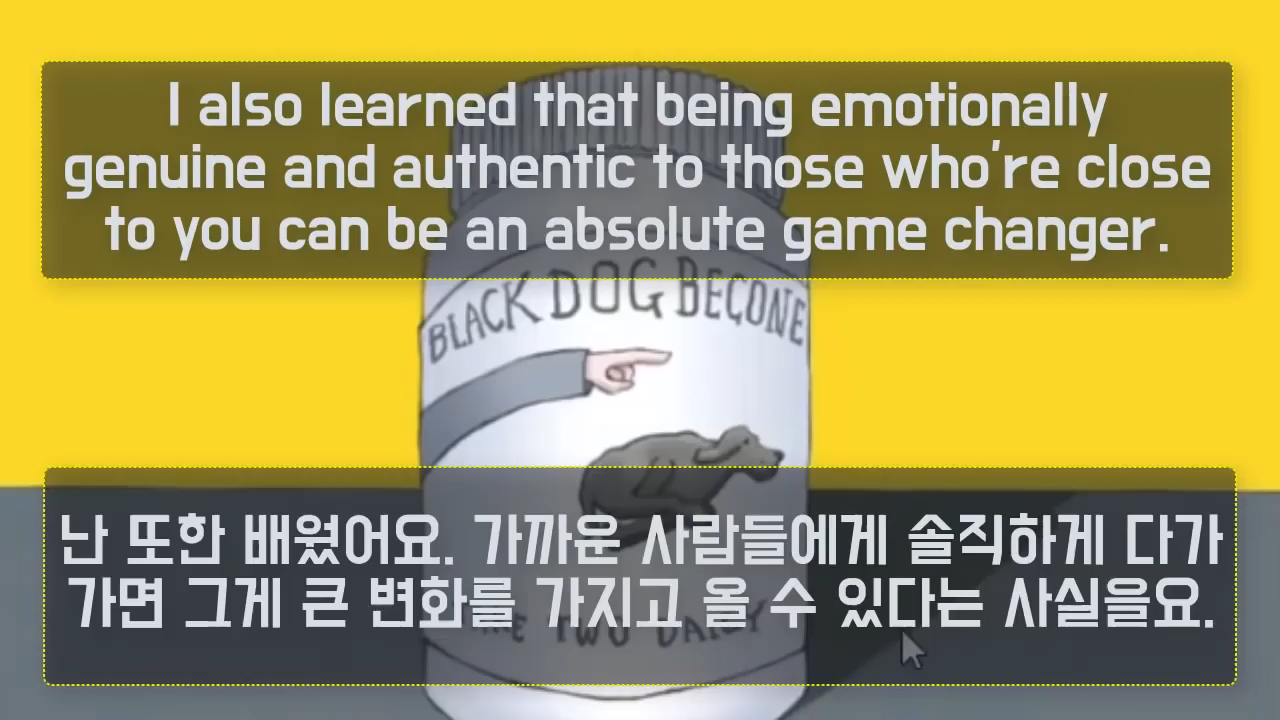 I also learned that being emotionally
genuine and authentic to those who're close
to you can be an absolute game changer.
BLACK DOG BEGONE
난 또한 배웠어요. 가까운 사람들에게 솔직하게 다가
가면 그게 큰 변화를 가지고 올 수 있다는 사실을요.
TWO DAILY